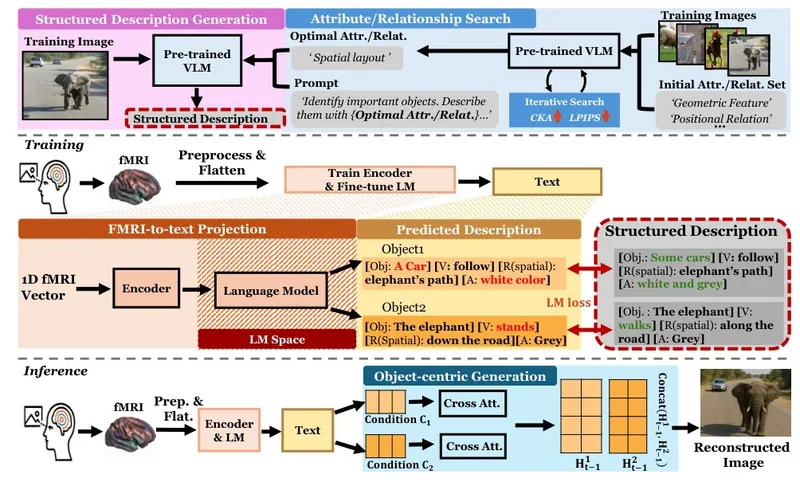 Structured Description Generation
Attribute/Relationship Search
Training Image
Pre-trained
VLM
Structured Description
Optimal Attr./Relat.
‘ Spatial layout ’
Prompt
‘Identify important objects. Describe
them with {Optimal Attr./Relat.}...’
Pre-trained VLM
Iterative Search
CKA LPIPS
Training Images
Initial Attr./Relat. Set
‘Geometric Feature’
‘Positional Relation’
...
Training
fMRI
Preprocess &
Flatten
Train Encoder
& Fine-tune LM
Text
FMRI-to-text Projection
1D fMRI
Vector
Encoder
Language Model
LM Space
Predicted Description
Object1
[Obj: A Car] [V: follow] [R(spatial):
elephant’s path] [A: white color]
Object2
[Obj: The elephant] [V: stands]
[R(Spatial): down the road][A: Grey]
LM loss
Structured Description
[Obj.: Some cars] [V: follow]
[R(spatial): elephant’s path]
[A: white and grey]
[Obj. : The elephant] [V:
walks] [R(spatial): along the
road] [A: Grey]
Inference
fMRI
Prep. &
Flat.
Encoder
& LM
Text
Object-centric Generation
Condition C₁
Cross Att.
Condition C₂
Cross Att.
H¹ₜ₋₁
H²ₜ₋₁
Concat(H¹ₜ₋₁, H²ₜ₋₁)
Reconstructed
Image